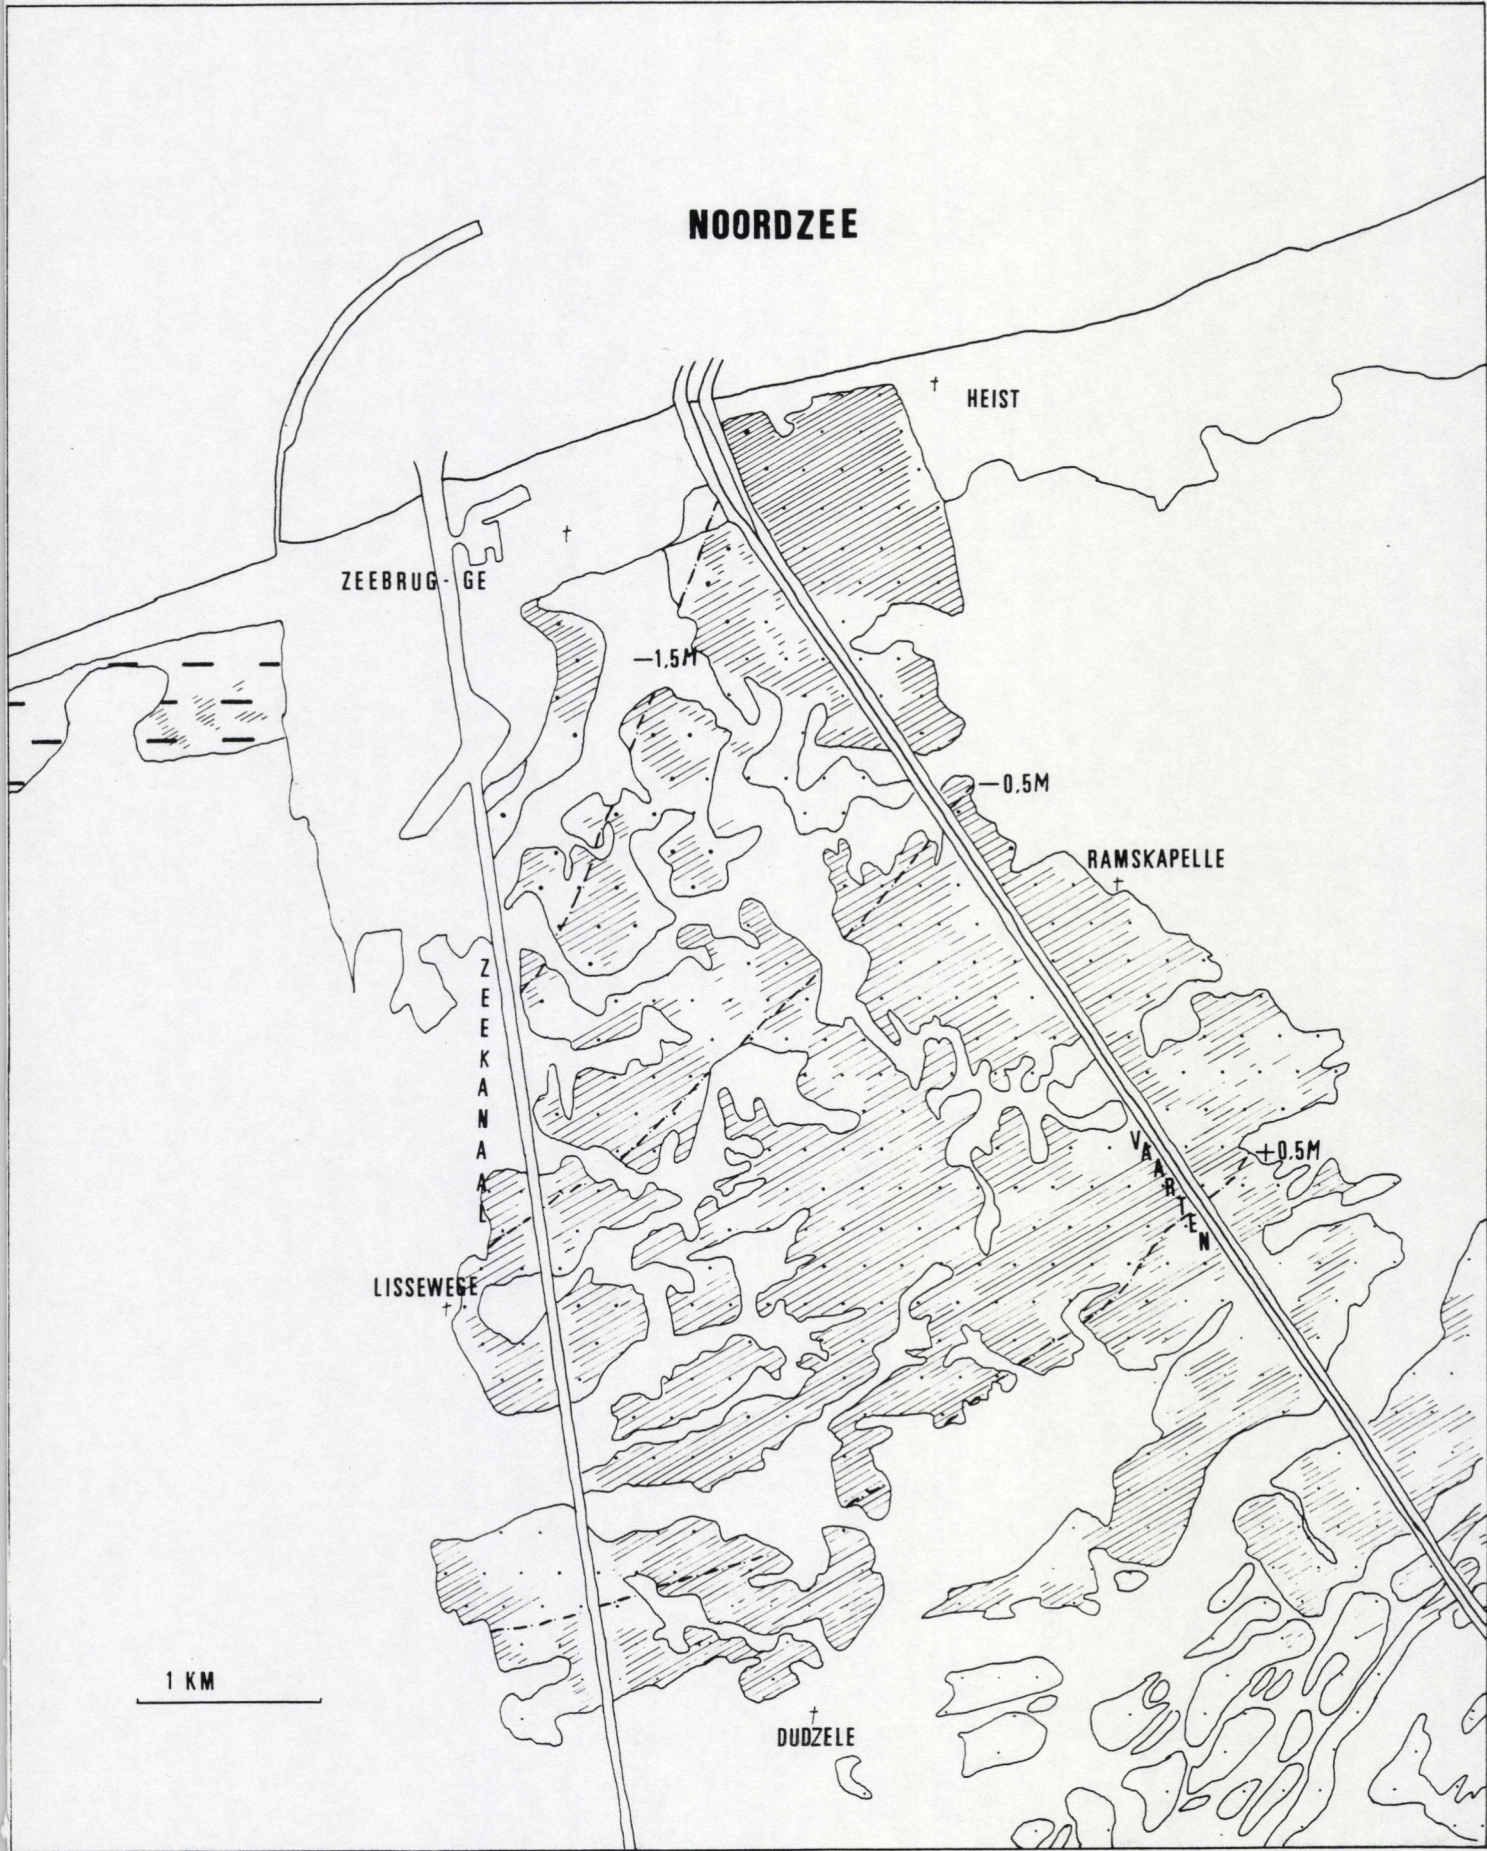 NOORDZEE
HEIST
ZEEBRUG-GE
—1.5M
—0.5M
RAMSKAPELLE
ZEEKANAAL
VAARTEN
+0.5M
LISSEWEGE
1 KM
DUDZELE